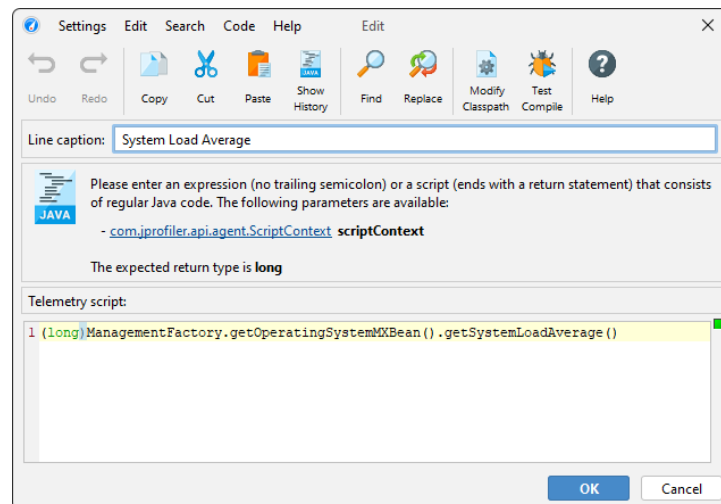 Settings Edit Search Code Help Edit
Undo Redo Copy Cut Paste Show History Find Replace Modify Classpath Test Compile Help
Line caption: System Load Average
Please enter an expression (no trailing semicolon) or a script (ends with a return statement) that consists
of regular Java code. The following parameters are available:
- com.jprofiler.api.agent.ScriptContext scriptContext
JAVA
The expected return type is long
Telemetry script:
1 (long)ManagementFactory.getOperatingSystemMXBean().getSystemLoadAverage()
OK Cancel